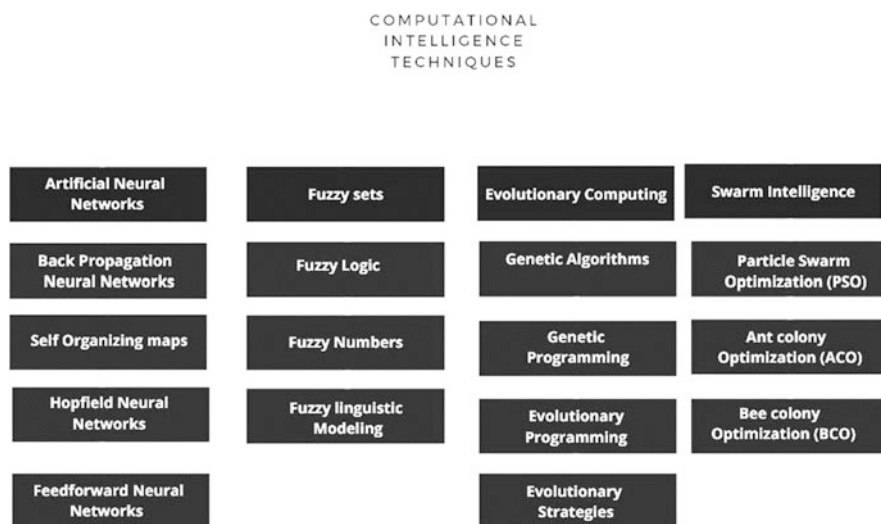 COMPUTATIONAL
INTELLIGENCE
TECHNIQUES
Artificial Neural
Networks
Back Propagation
Neural Networks
Self Organizing maps
Hopfield Neural
Networks
Feedforward Neural
Networks
Fuzzy sets
Fuzzy Logic
Fuzzy Numbers
Fuzzy linguistic
Modeling
Evolutionary Computing
Genetic Algorithms
Genetic
Programming
Evolutionary
Programming
Evolutionary
Strategies
Swarm Intelligence
Particle Swarm
Optimization (PSO)
Ant colony
Optimization (ACO)
Bee colony
Optimization (BCO)